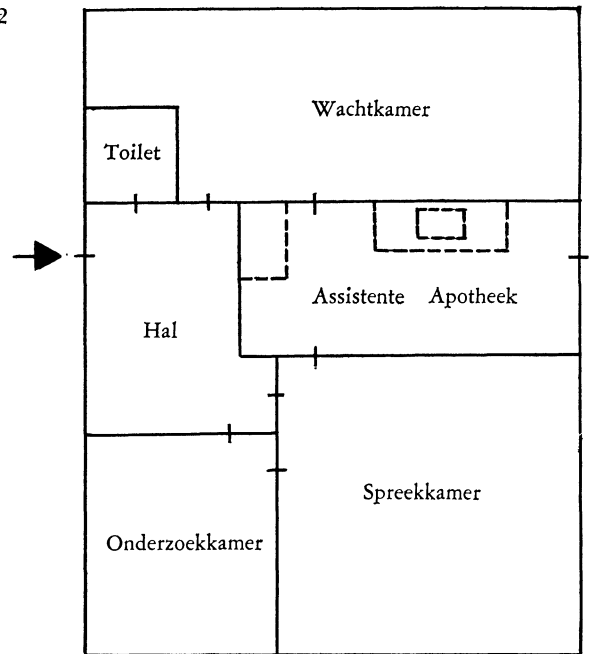 2
Wachtkamer
Toilet
Assistente Apotheek
Hal
Spreekkamer
Onderzoekkamer